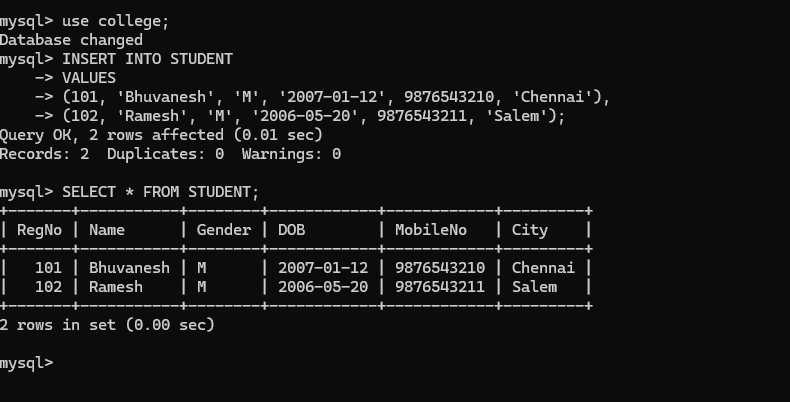 mysql> use college;
Database changed
mysql> INSERT INTO STUDENT
    -> VALUES
    -> (101, 'Bhuvanesh', 'M', '2007-01-12', 9876543210, 'Chennai'),
    -> (102, 'Ramesh', 'M', '2006-05-20', 9876543211, 'Salem');
Query OK, 2 rows affected (0.01 sec)
Records: 2  Duplicates: 0  Warnings: 0

mysql> SELECT * FROM STUDENT;
+-------+-----------+--------+------------+------------+---------+
| RegNo | Name      | Gender | DOB        | MobileNo   | City    |
+-------+-----------+--------+------------+------------+---------+
|   101 | Bhuvanesh | M      | 2007-01-12 | 9876543210 | Chennai |
|   102 | Ramesh    | M      | 2006-05-20 | 9876543211 | Salem   |
+-------+-----------+--------+------------+------------+---------+
2 rows in set (0.00 sec)

mysql>